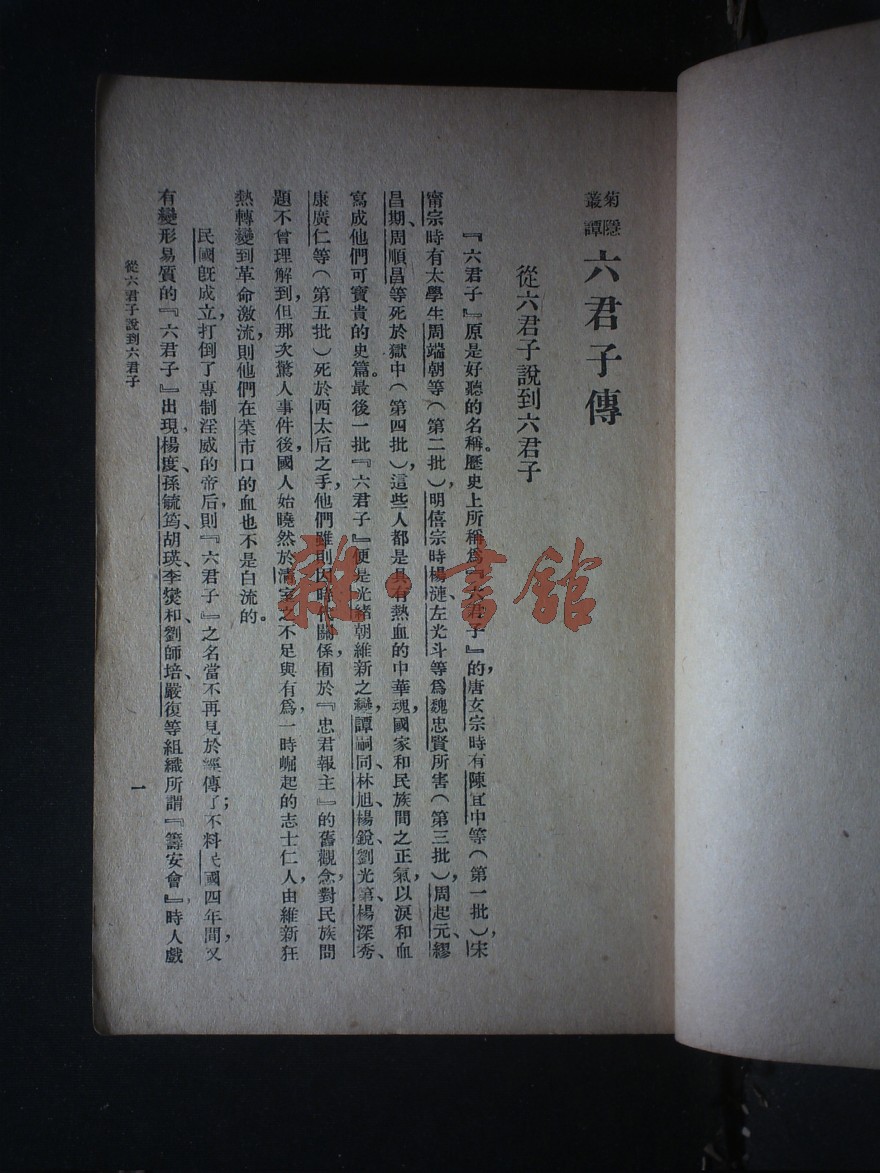 菊隱叢譚
六君子傳
從六君子說到六君子
『六君子』原是好聽的名稱。歷史上所稱爲『六君子』的，唐玄宗時有陳宜中等（第一批），宋
甯宗時有太學生周端朝等（第二批），明僖宗時楊漣、左光斗等爲魏忠賢所害（第三批），周起元、繆
昌期、周順昌等死於獄中（第四批），這些人都是具有熱血的中華魂，國家和民族間之正氣，以淚和血
寫成他們可寶貴的史篇。最後一批『六君子』便是光緒朝維新之變，譚嗣同、林旭、楊銳、劉光第、楊深秀、
康廣仁等（第五批）死於西太后之手，他們雖則因時代關係囿於『忠君報主』的舊觀念，對民族問
題不曾理解到，但那次驚人事件後，國人始曉然於清室之不足與有爲，一時崛起的志士仁人，由維新狂
熱轉變到革命激流，則他們在菜市口的血也不是白流的。
民國旣成立，打倒了專制淫威的帝后，則『六君子』之名當不再見於經傳了；不料民國四年間，又
有變形易質的『六君子』出現，楊度、孫毓筠、胡瑛、李燮和、劉師培、嚴復等組織所謂『籌安會』，時人戲
從六君子說到六君子
一
雜·書館